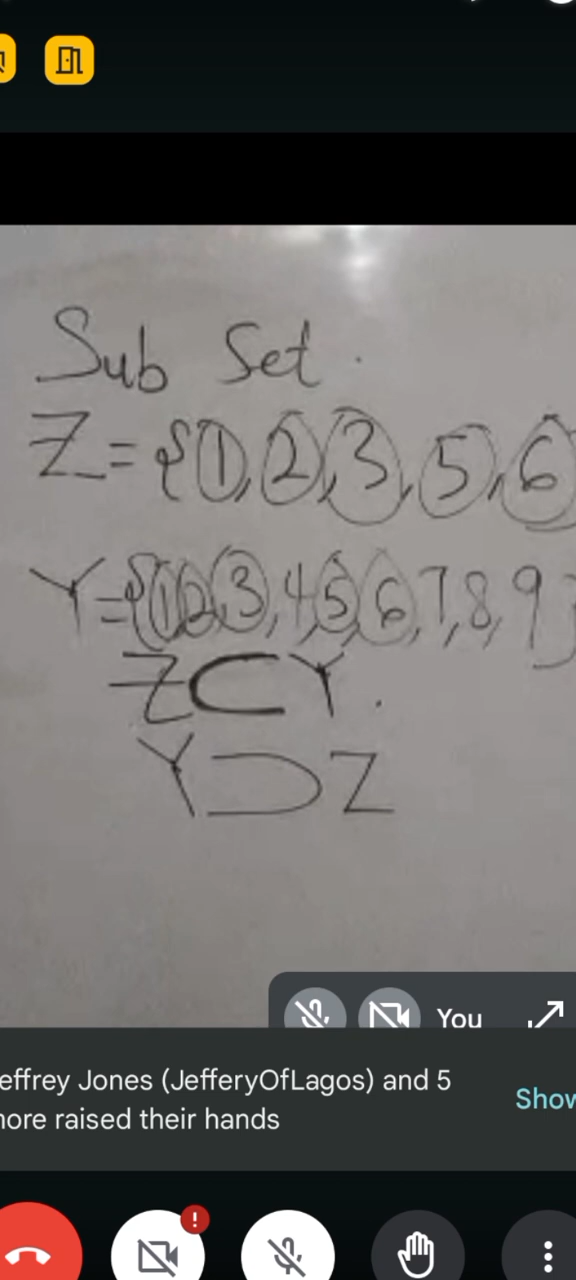 Sub Set.
Z={1,2,3,5,6
Y={1,2,3,4,5,6,7,8,9}
Z⊂Y.
Y⊃Z
You
effrey Jones (JefferyOfLagos) and 5
Show
ore raised their hands
!